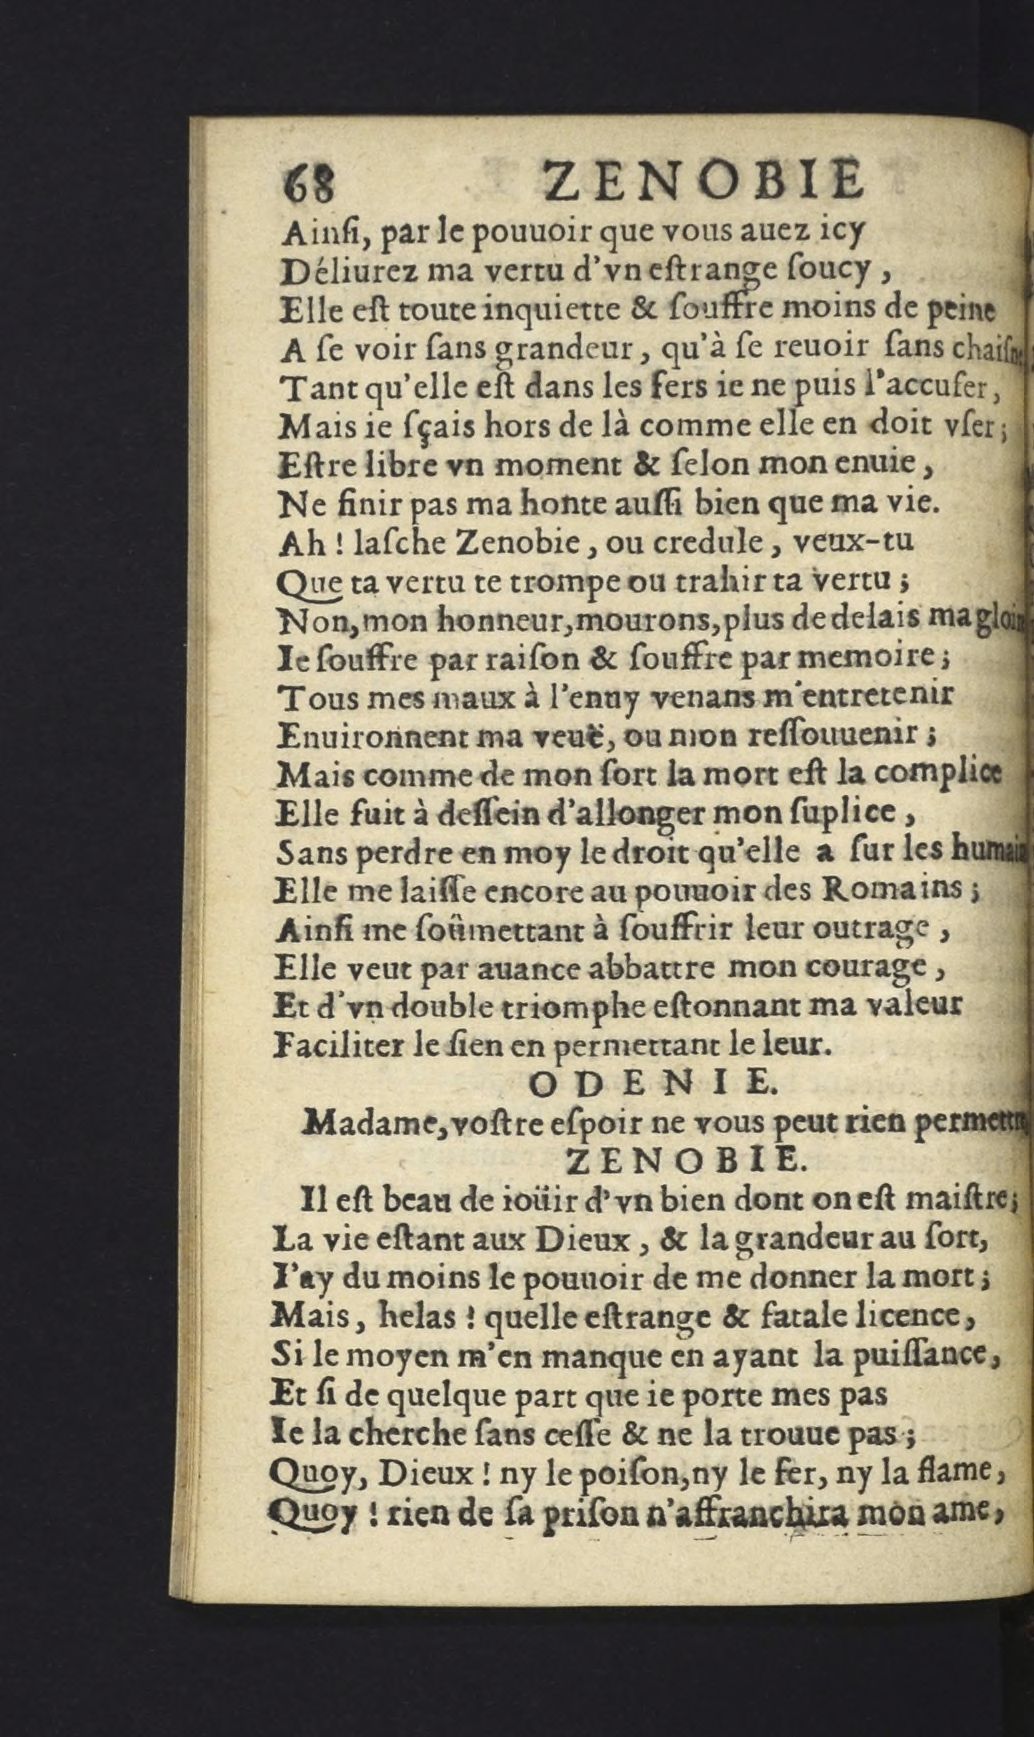 68 ZENOBIE
Ainſi, par le pouuoir que vous auez icy
Déliurez ma vertu d'vn eſtrange ſoucy ,
Elle eſt toute inquiette & ſouffre moins de peine
A ſe voir ſans grandeur, qu'à ſe reuoir ſans
Tant qu'elle eſt dans les fers ie ne puis l'accuſer,
Mais ie ſçais hors de là comme elle en doit vſer;
Eſtre libre vn moment & ſelon mon enuie,
Ne finir pas ma honte auſſi bien que ma vie.
Ah ! laſche Zenobie, ou credule, veux-tu
Que ta vertu te trompe ou trahir ta vertu ;
Non, mon honneur, mourons, plus de delais ma
Ie ſouffre par raiſon & ſouffre par memoire;
Tous mes maux à l'enuy venans m'entretenir
Enuironnent ma veuë, ou mon reſſouuenir ;
Mais comme de mon ſort la mort eſt la complice
Elle fuit à deſſein d'allonger mon ſuplice ,
Sans perdre en moy le droit qu'elle a ſur les
Elle me laiſſe encore au pouuoir des Romains ;
Ainſi me ſoûmettant à ſouffrir leur outrage ,
Elle veut par auance abbattre mon courage ,
Et d'vn double triomphe eſtonnant ma valeur
Faciliter le ſien en permettant le leur.
ODENIE.
Madame, voſtre eſpoir ne vous peut rien
ZENOBIE.
Il eſt beau de ioüir d'vn bien dont on eſt maiſtre;
La vie eſtant aux Dieux , & la grandeur au ſort,
I'ay du moins le pouuoir de me donner la mort;
Mais, helas ! quelle eſtrange & fatale licence,
Si le moyen m'en manque en ayant la puiſſance,
Et ſi de quelque part que ie porte mes pas
Ie la cherche ſans ceſſe & ne la trouue pas ;
Quoy, Dieux ! ny le poiſon, ny le fer, ny la flame,
Quoy ! rien de ſa priſon n'affranchira mon ame,